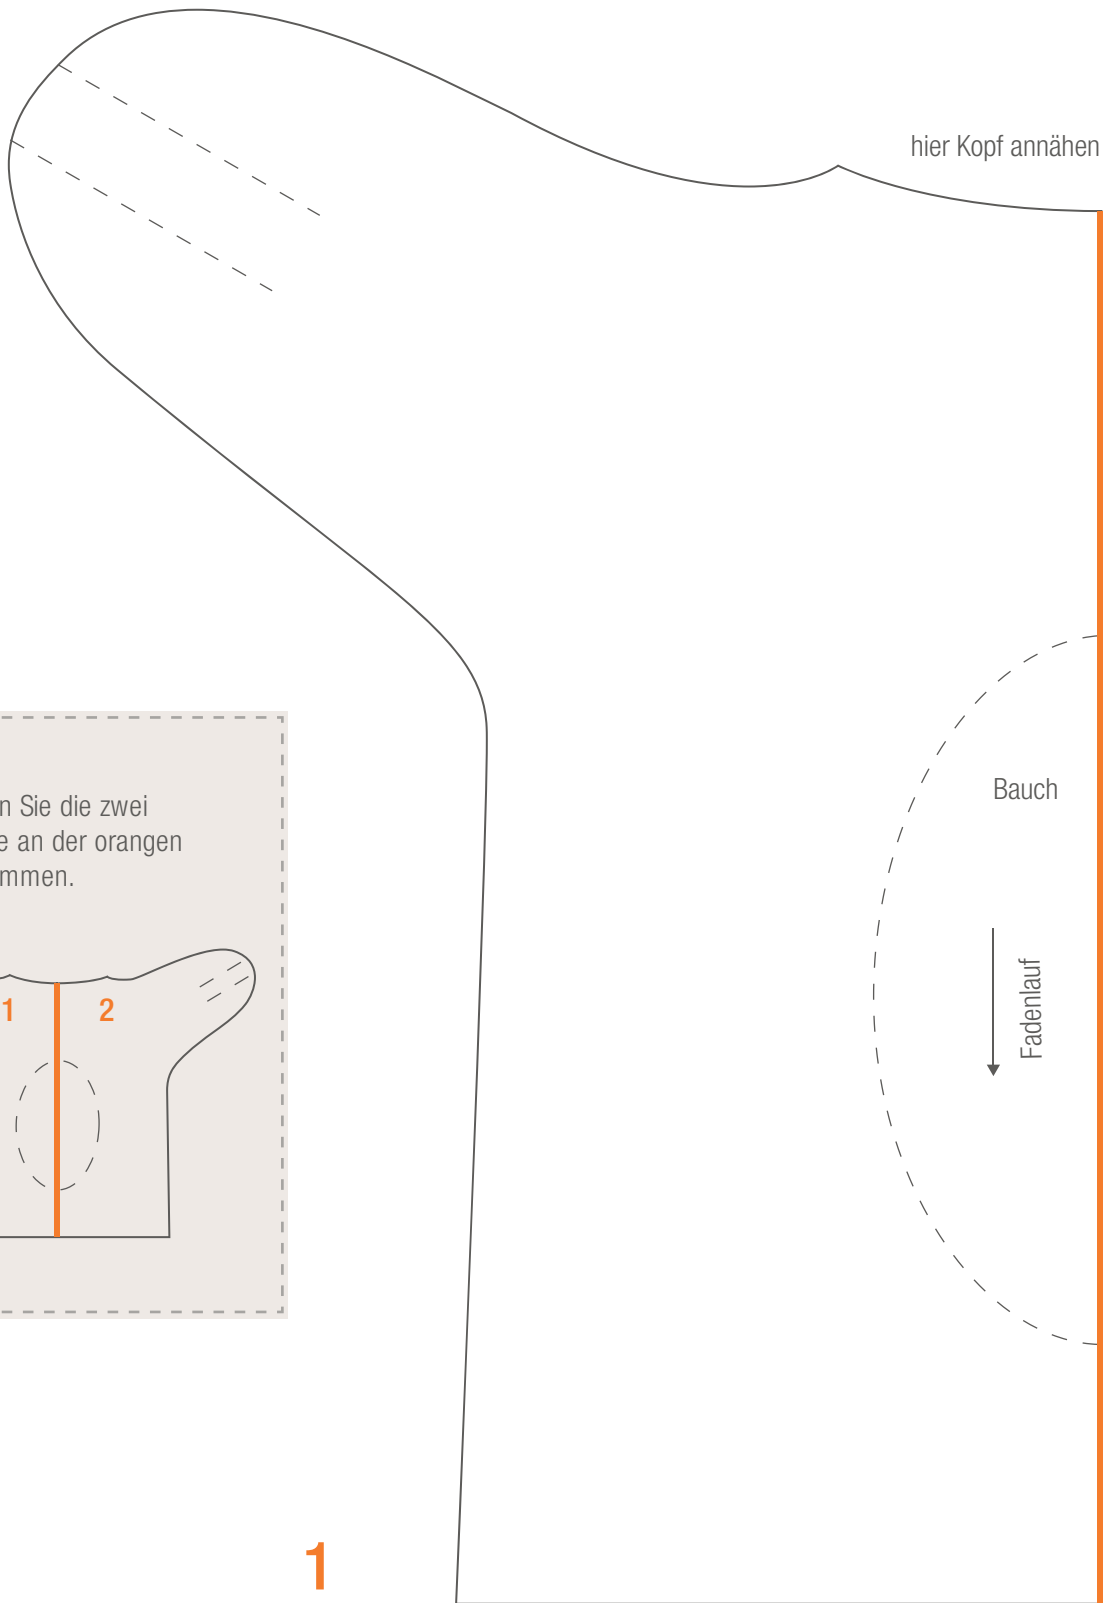 hier Kopf annähen
Bauch
Fadenlauf
n Sie die zwei
e an der orangen
mmen.
1
2
1